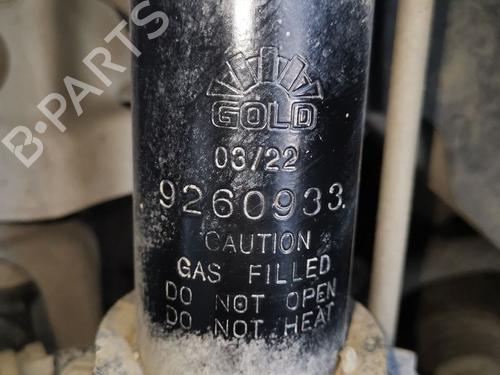 B-PARTS
GOLD
03/22
9260933
CAUTION
GAS FILLED
DO NOT OPEN
DO NOT HEAT